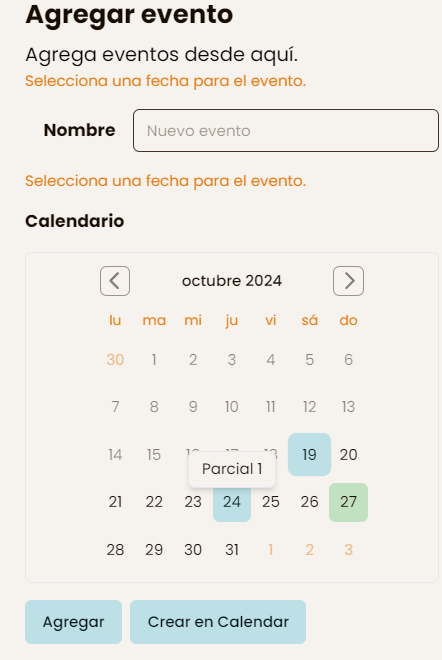 Agregar evento
Agrega eventos desde aquí.
Selecciona una fecha para el evento.
Nombre Nuevo evento
Selecciona una fecha para el evento.
Calendario
octubre 2024
lu ma mi ju vi sá do
30 1 2 3 4 5 6
7 8 9 10 11 12 13
14 15 19 20
Parcial 1
21 22 23 24 25 26 27
28 29 30 31 1 2 3
Agregar Crear en Calendar